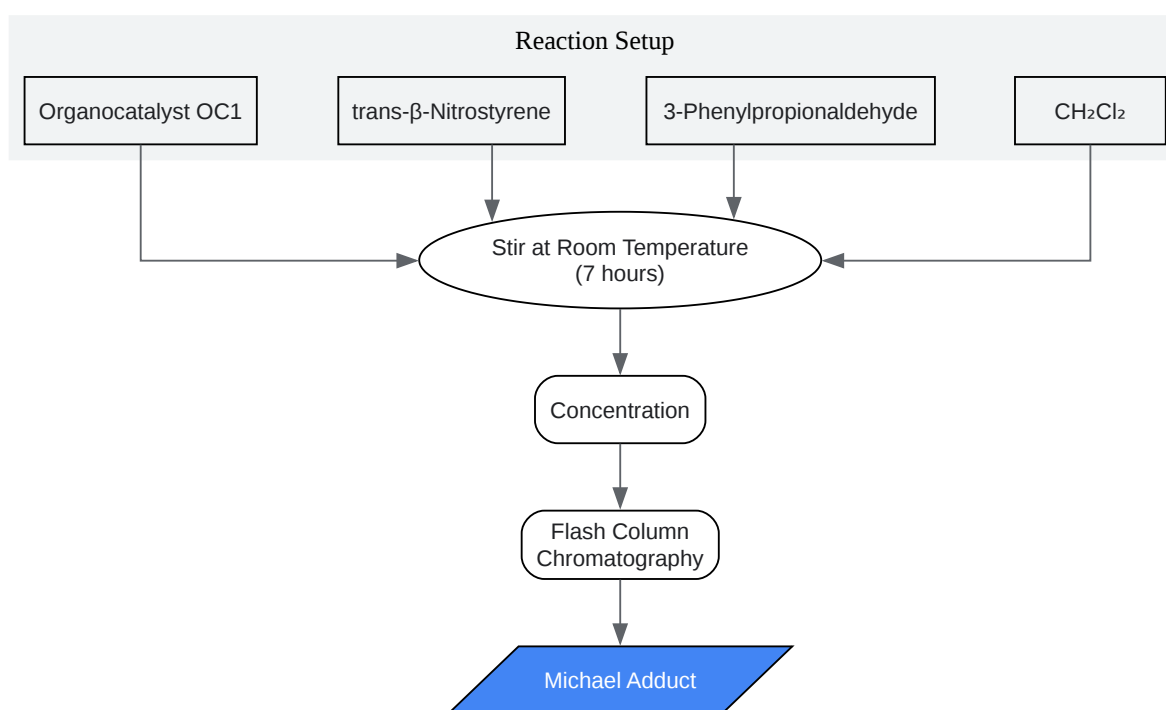 Reaction Setup
Organocatalyst OC1
trans-β-Nitrostyrene
3-Phenylpropionaldehyde
CH₂Cl₂
Stir at Room Temperature
(7 hours)
Concentration
Flash Column
Chromatography
Michael Adduct